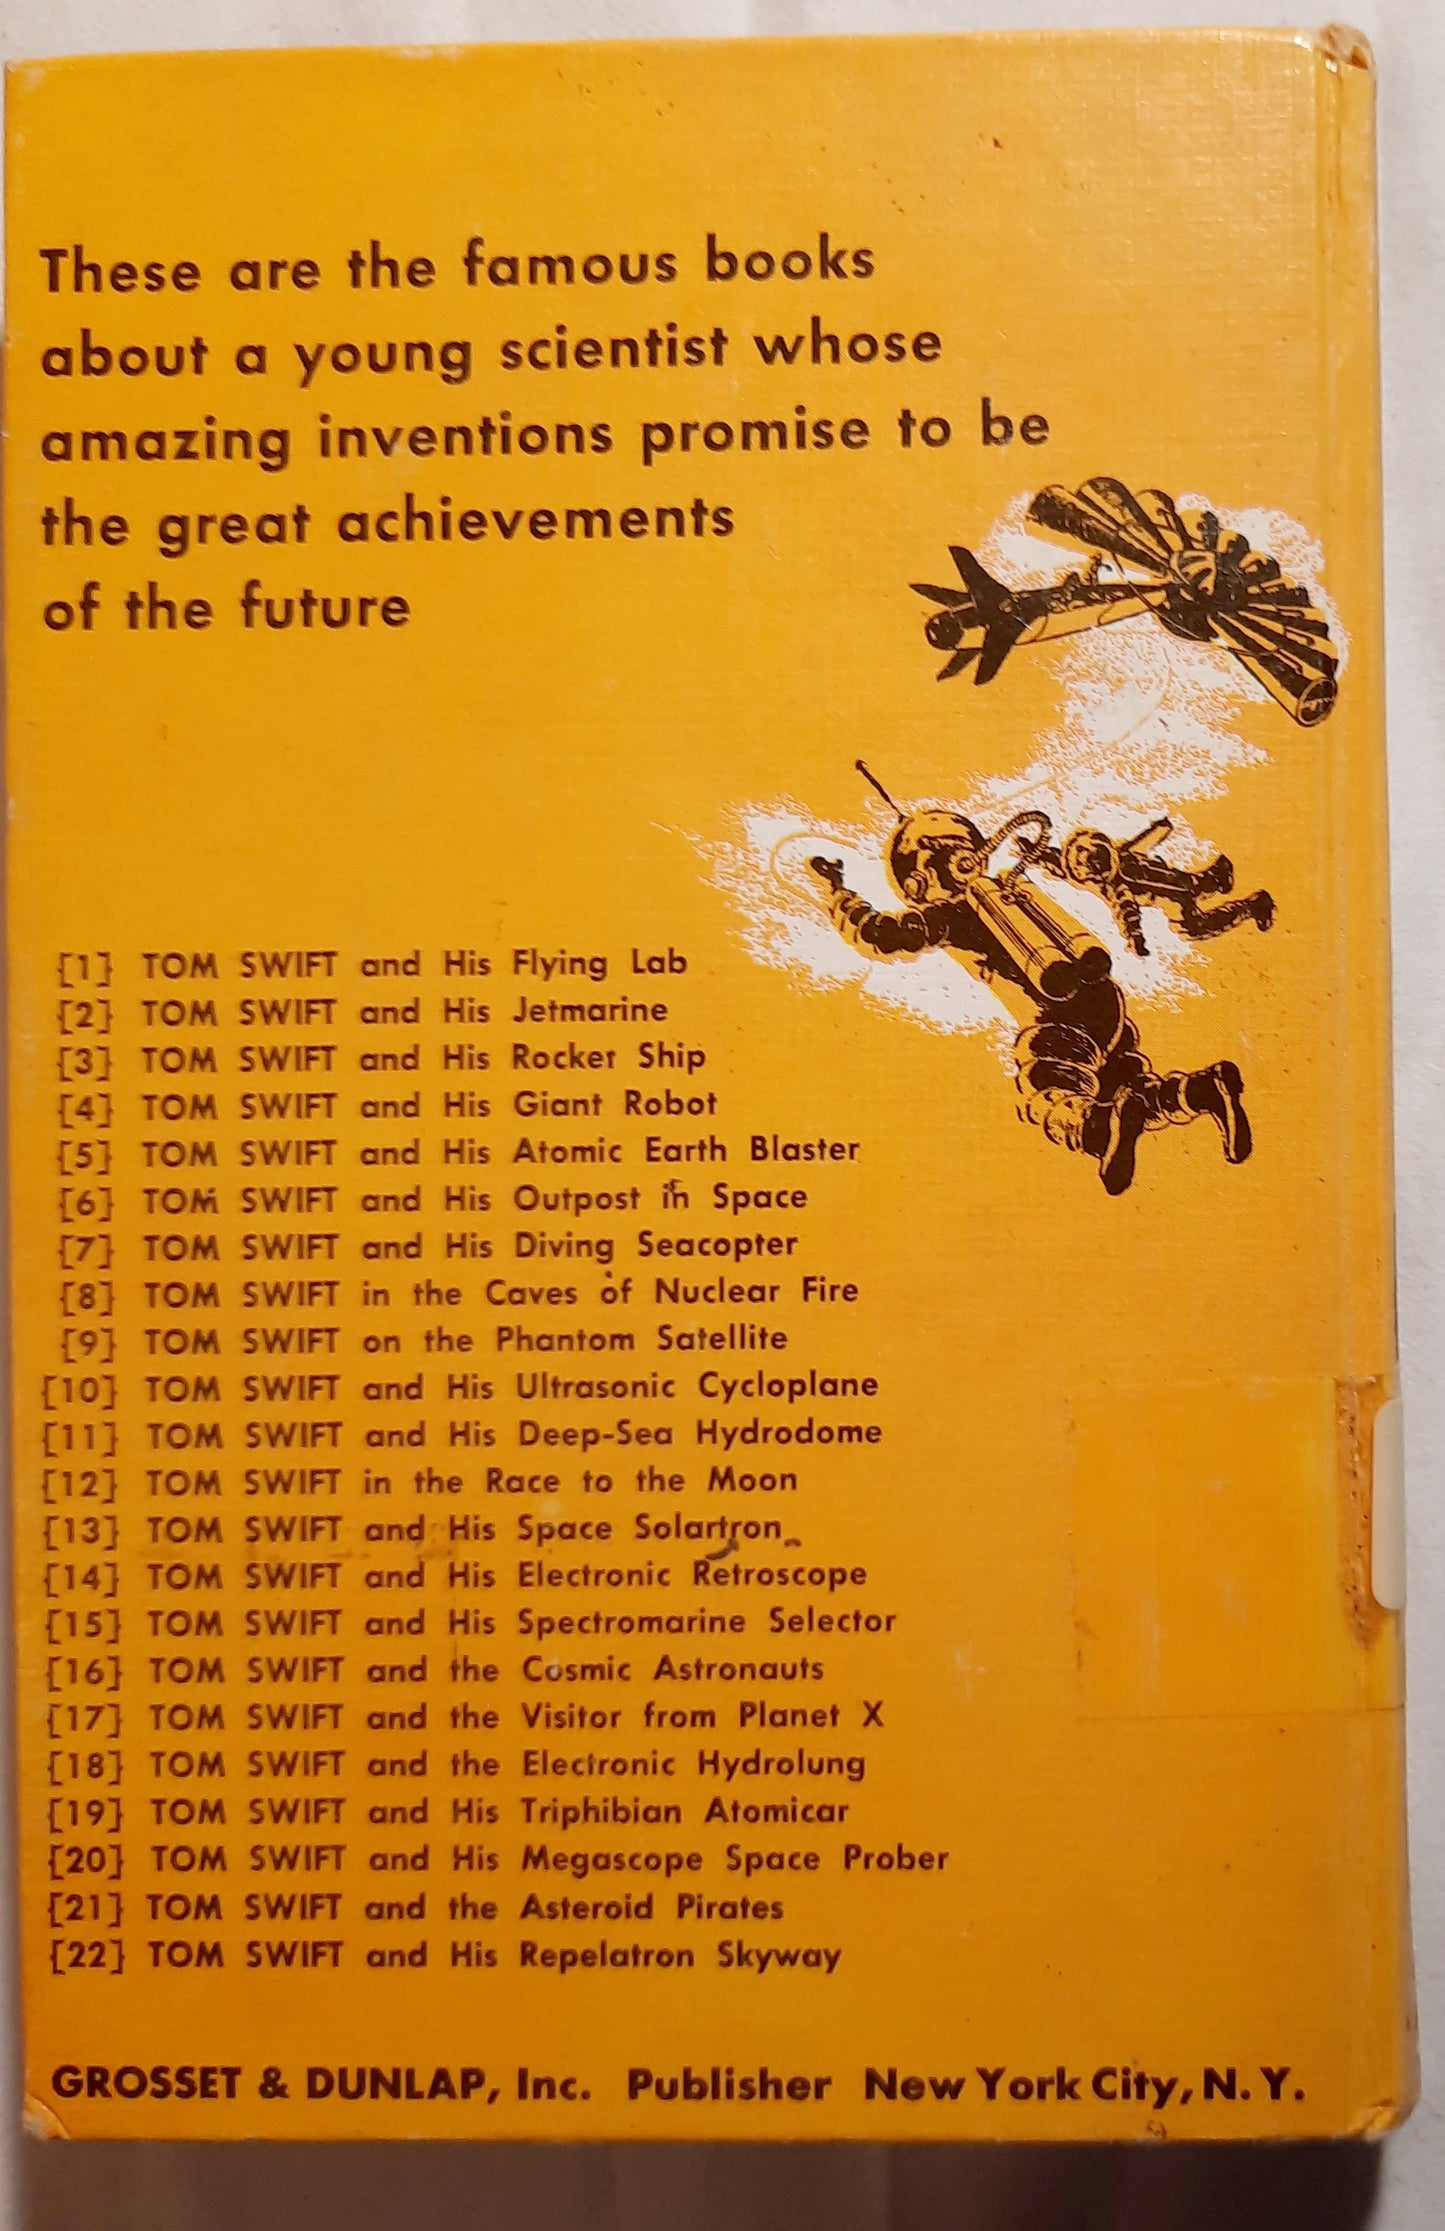 These are the famous books
about a young scientist whose
amazing inventions promise to be
the great achievements
of the future
[1] TOM SWIFT and His Flying Lab
[2] TOM SWIFT and His Jetmarine
[3] TOM SWIFT and His Rocket Ship
[4] TOM SWIFT and His Giant Robot
[5] TOM SWIFT and His Atomic Earth Blaster
[6] TOM SWIFT and His Outpost in Space
[7] TOM SWIFT and His Diving Seacopter
[8] TOM SWIFT in the Caves of Nuclear Fire
[9] TOM SWIFT on the Phantom Satellite
[10] TOM SWIFT and His Ultrasonic Cycloplane
[11] TOM SWIFT and His Deep-Sea Hydrodome
[12] TOM SWIFT in the Race to the Moon
[13] TOM SWIFT and His Space Solartron
[14] TOM SWIFT and His Electronic Retroscope
[15] TOM SWIFT and His Spectromarine Selector
[16] TOM SWIFT and the Cosmic Astronauts
[17] TOM SWIFT and the Visitor from Planet X
[18] TOM SWIFT and the Electronic Hydrolung
[19] TOM SWIFT and His Triphibian Atomicar
[20] TOM SWIFT and His Megascope Space Prober
[21] TOM SWIFT and the Asteroid Pirates
[22] TOM SWIFT and His Repelatron Skyway
GROSSET & DUNLAP, Inc. Publisher New York City, N. Y.